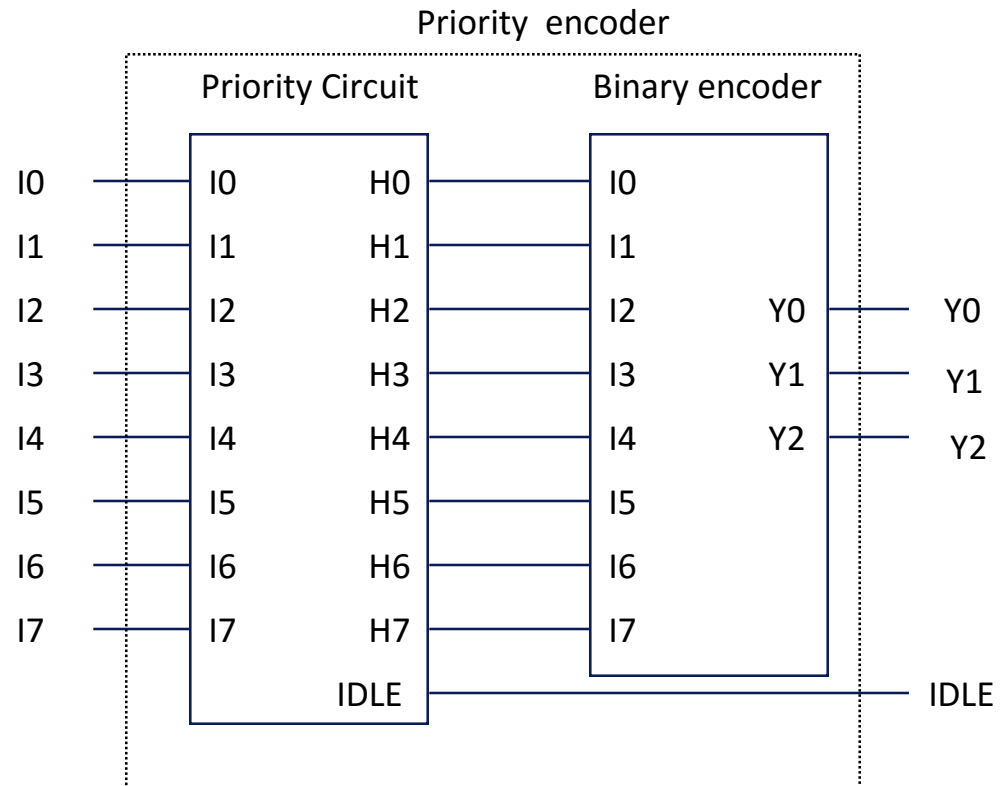 Priority encoder
Priority Circuit Binary encoder
I0 I0 H0 I0
I1 I1 H1 I1
I2 I2 H2 I2 Y0 Y0
I3 I3 H3 I3 Y1 Y1
I4 I4 H4 I4 Y2 Y2
I5 I5 H5 I5
I6 I6 H6 I6
I7 I7 H7 I7
IDLE IDLE